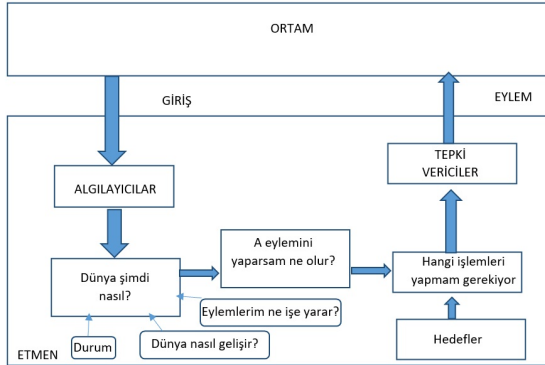 ORTAM
GİRİŞ
EYLEM
ALGILAYICILAR
TEPKİ
VERİCİLER
Dünya şimdi
nasıl?
A eylemini
yaparsam ne olur?
Hangi işlemleri
yapmam gerekiyor
Eylemlerim ne işe yarar?
Durum
Dünya nasıl gelişir?
Hedefler
ETMEN